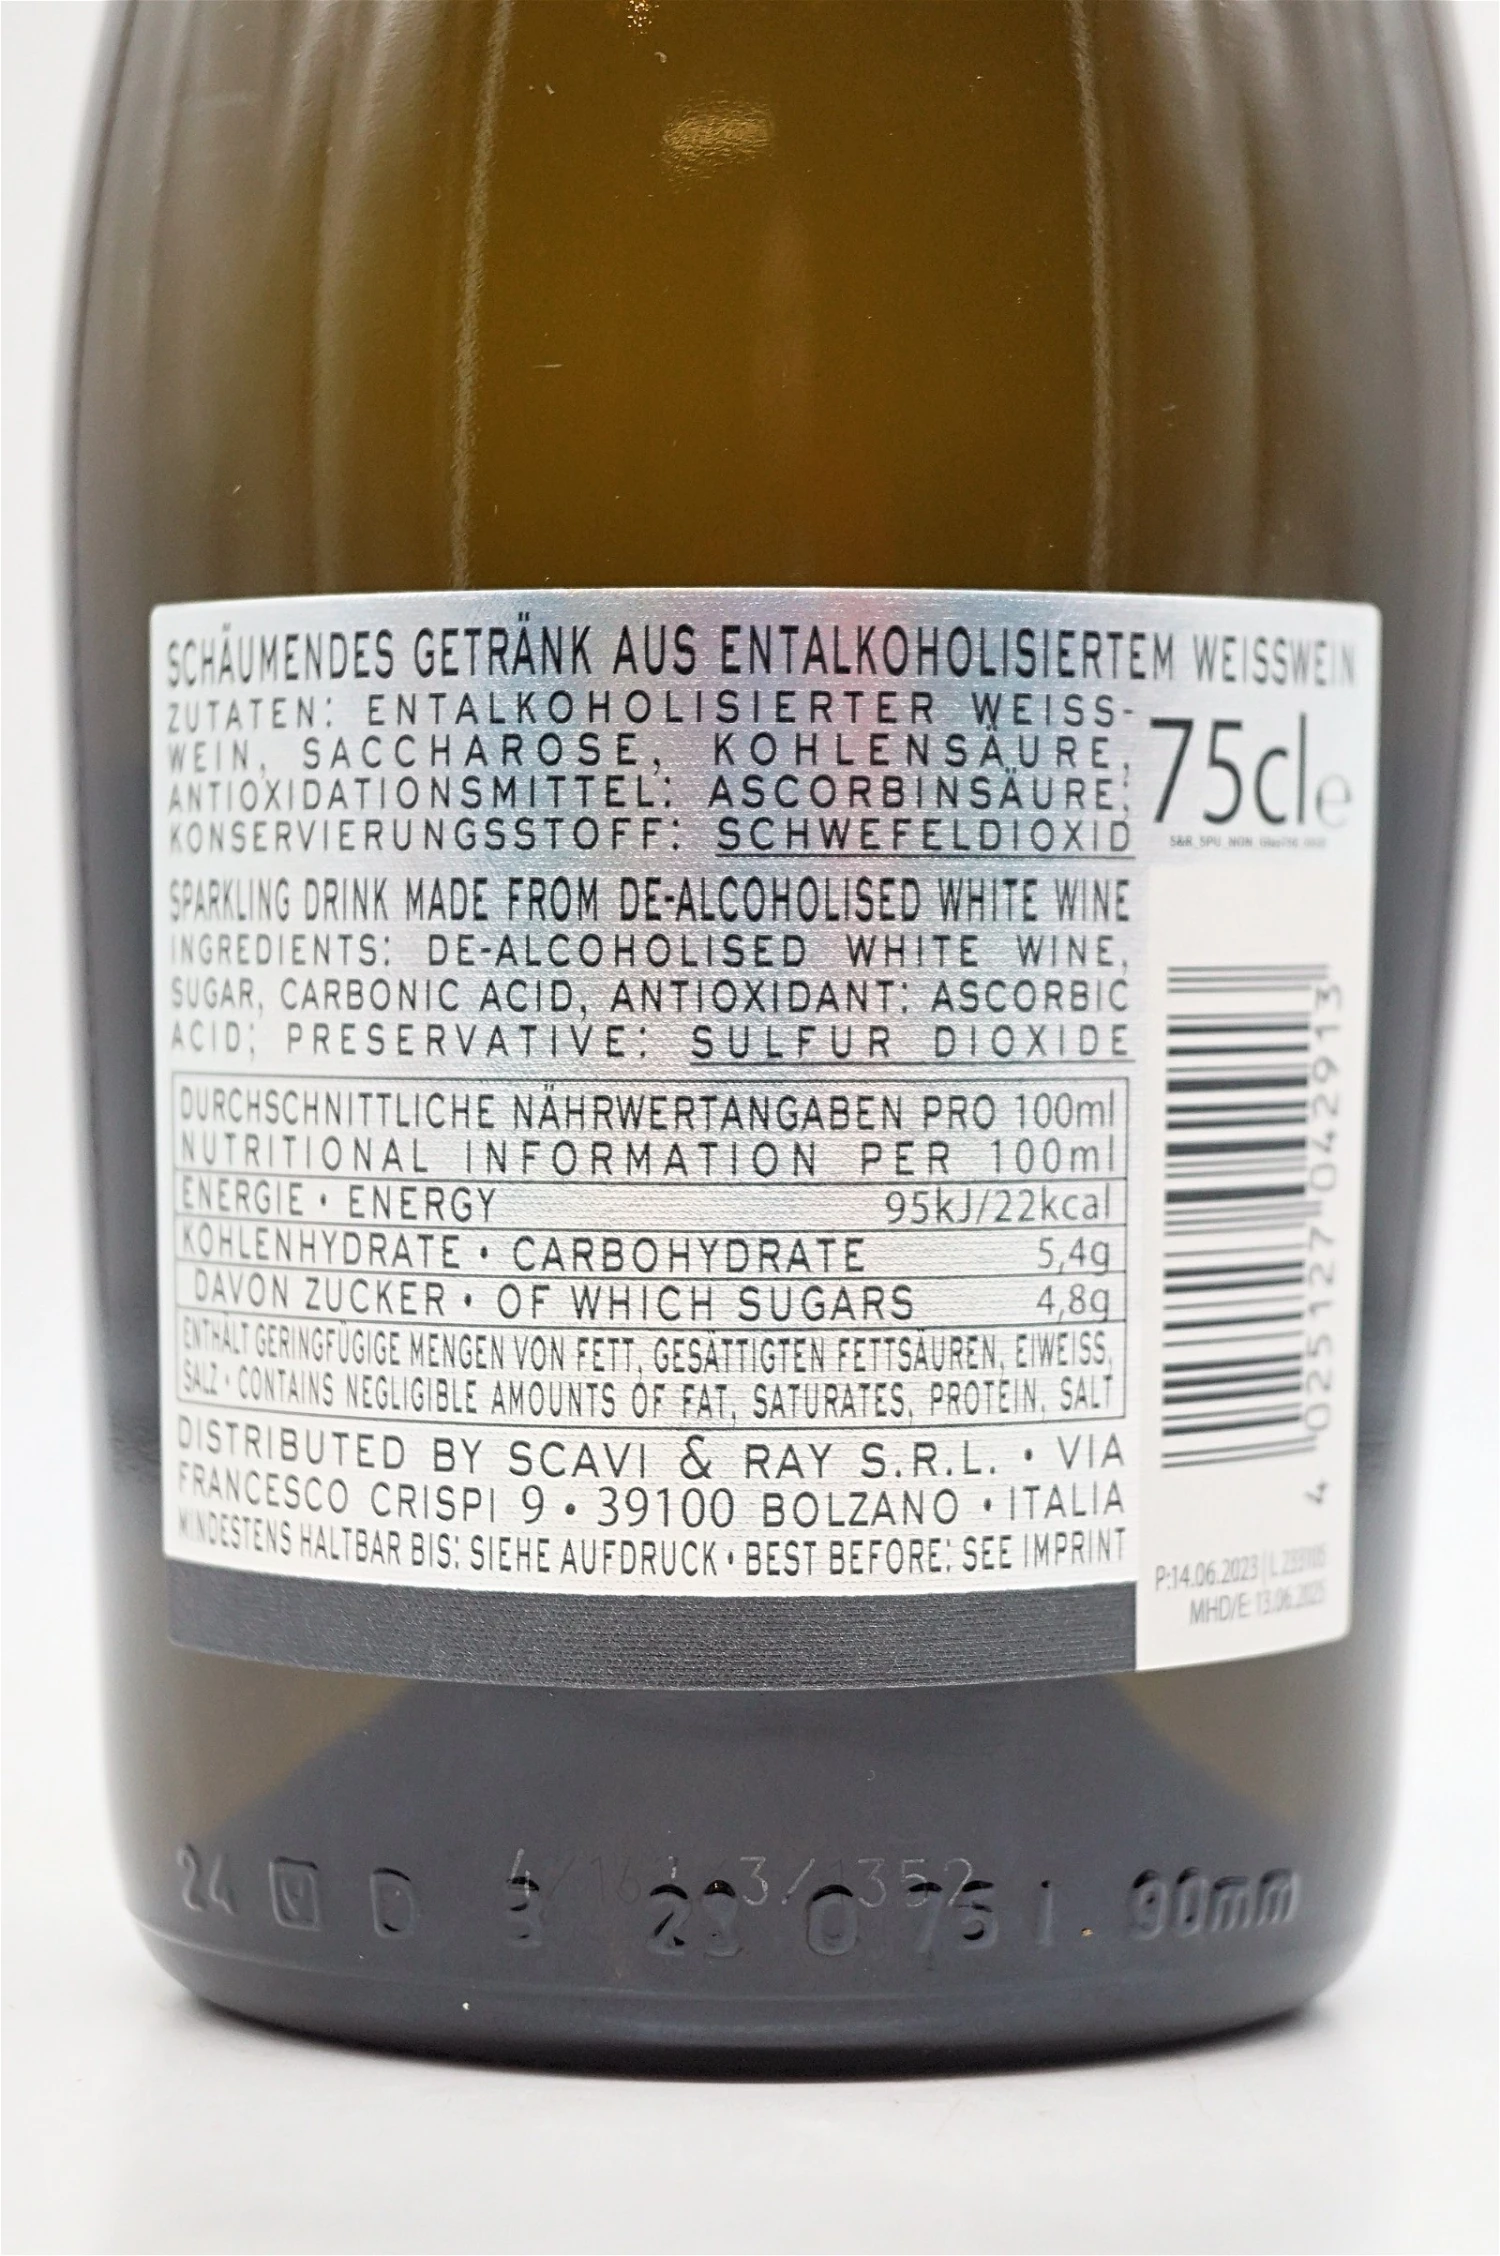 SCHÄUMENDES GETRÄNK AUS ENTALKOHOLISIERTEM WEISSWEIN
ZUTATEN: ENTALKOHOLISIERTER WEISS-
WEIN, SACCHAROSE, KOHLENSÄURE,
ANTIOXIDATIONSMITTEL: ASCORBINSÄURE;
KONSERVIERUNGSSTOFF: SCHWEFELDIOXID
75cl e
SPARKLING DRINK MADE FROM DE-ALCOHOLISED WHITE WINE
INGREDIENTS: DE-ALCOHOLISED WHITE WINE,
SUGAR, CARBONIC ACID, ANTIOXIDANT: ASCORBIC
ACID; PRESERVATIVE: SULFUR DIOXIDE
DURCHSCHNITTLICHE NÄHRWERTANGABEN PRO 100ml
NUTRITIONAL INFORMATION PER 100ml
ENERGIE • ENERGY 95kJ/22kcal
KOHLENHYDRATE • CARBOHYDRATE 5,4g
DAVON ZUCKER • OF WHICH SUGARS 4,8g
ENTHÄLT GERINGFÜGIGE MENGEN VON FETT, GESÄTTIGTEN FETTSÄUREN, EIWEISS,
SALZ • CONTAINS NEGLIGIBLE AMOUNTS OF FAT, SATURATES, PROTEIN, SALT
DISTRIBUTED BY SCAVI & RAY S.R.L. • VIA
FRANCESCO CRISPI 9 • 39100 BOLZANO • ITALIA
MINDESTENS HALTBAR BIS: SIEHE AUFDRUCK • BEST BEFORE: SEE IMPRINT
4 025127 042913
P:14.06.2023 | L
MHD/E: 13.06.2025
24 D 3 75 l 90mm